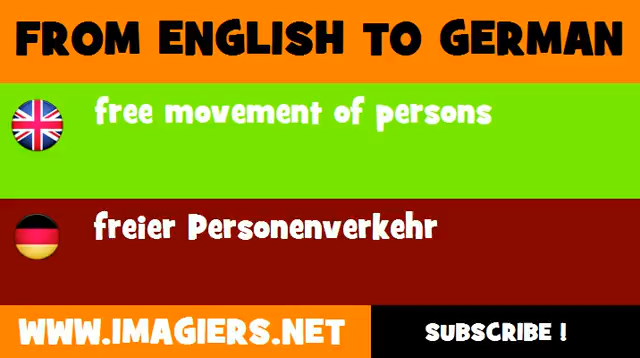 FROM ENGLISH TO GERMAN
free movement of persons
freier Personenverkehr
WWW.IMAGIERS.NET
SUBSCRIBE !